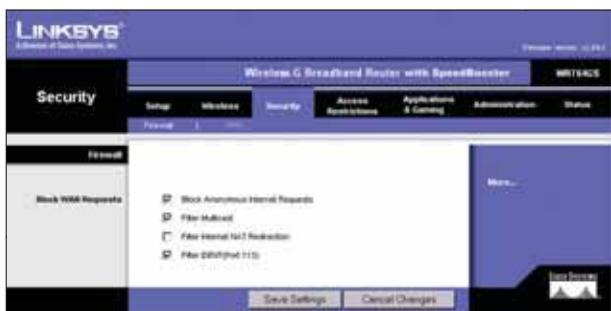 LINKSYS®
A Division of Cisco Systems, Inc.
Wireless-G Broadband Router with SpeedBooster WRT54GS
Security
Setup Wireless Security Access Restrictions Applications & Gaming Administration Status
Firewall
Firewall
Block WAN Requests
Block Anonymous Internet Requests
Filter Multicast
Filter Internet NAT Redirection
Filter IDENT(Port 113)
More...
Save Settings Cancel Changes
Cisco Systems